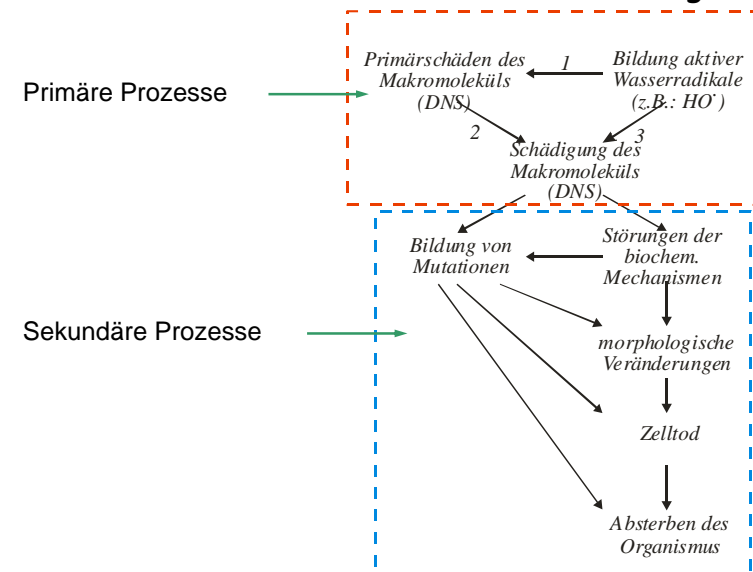 Primärschäden des
Makromoleküls
(DNS)
1
Bildung aktiver
Wasserradikale
(z.B.: HO˙)
Primäre Prozesse
2
3
Schädigung des
Makromoleküls
(DNS)
Bildung von
Mutationen
Störungen der
biochem.
Mechanismen
Sekundäre Prozesse
morphologische
Veränderungen
Zelltod
Absterben des
Organismus